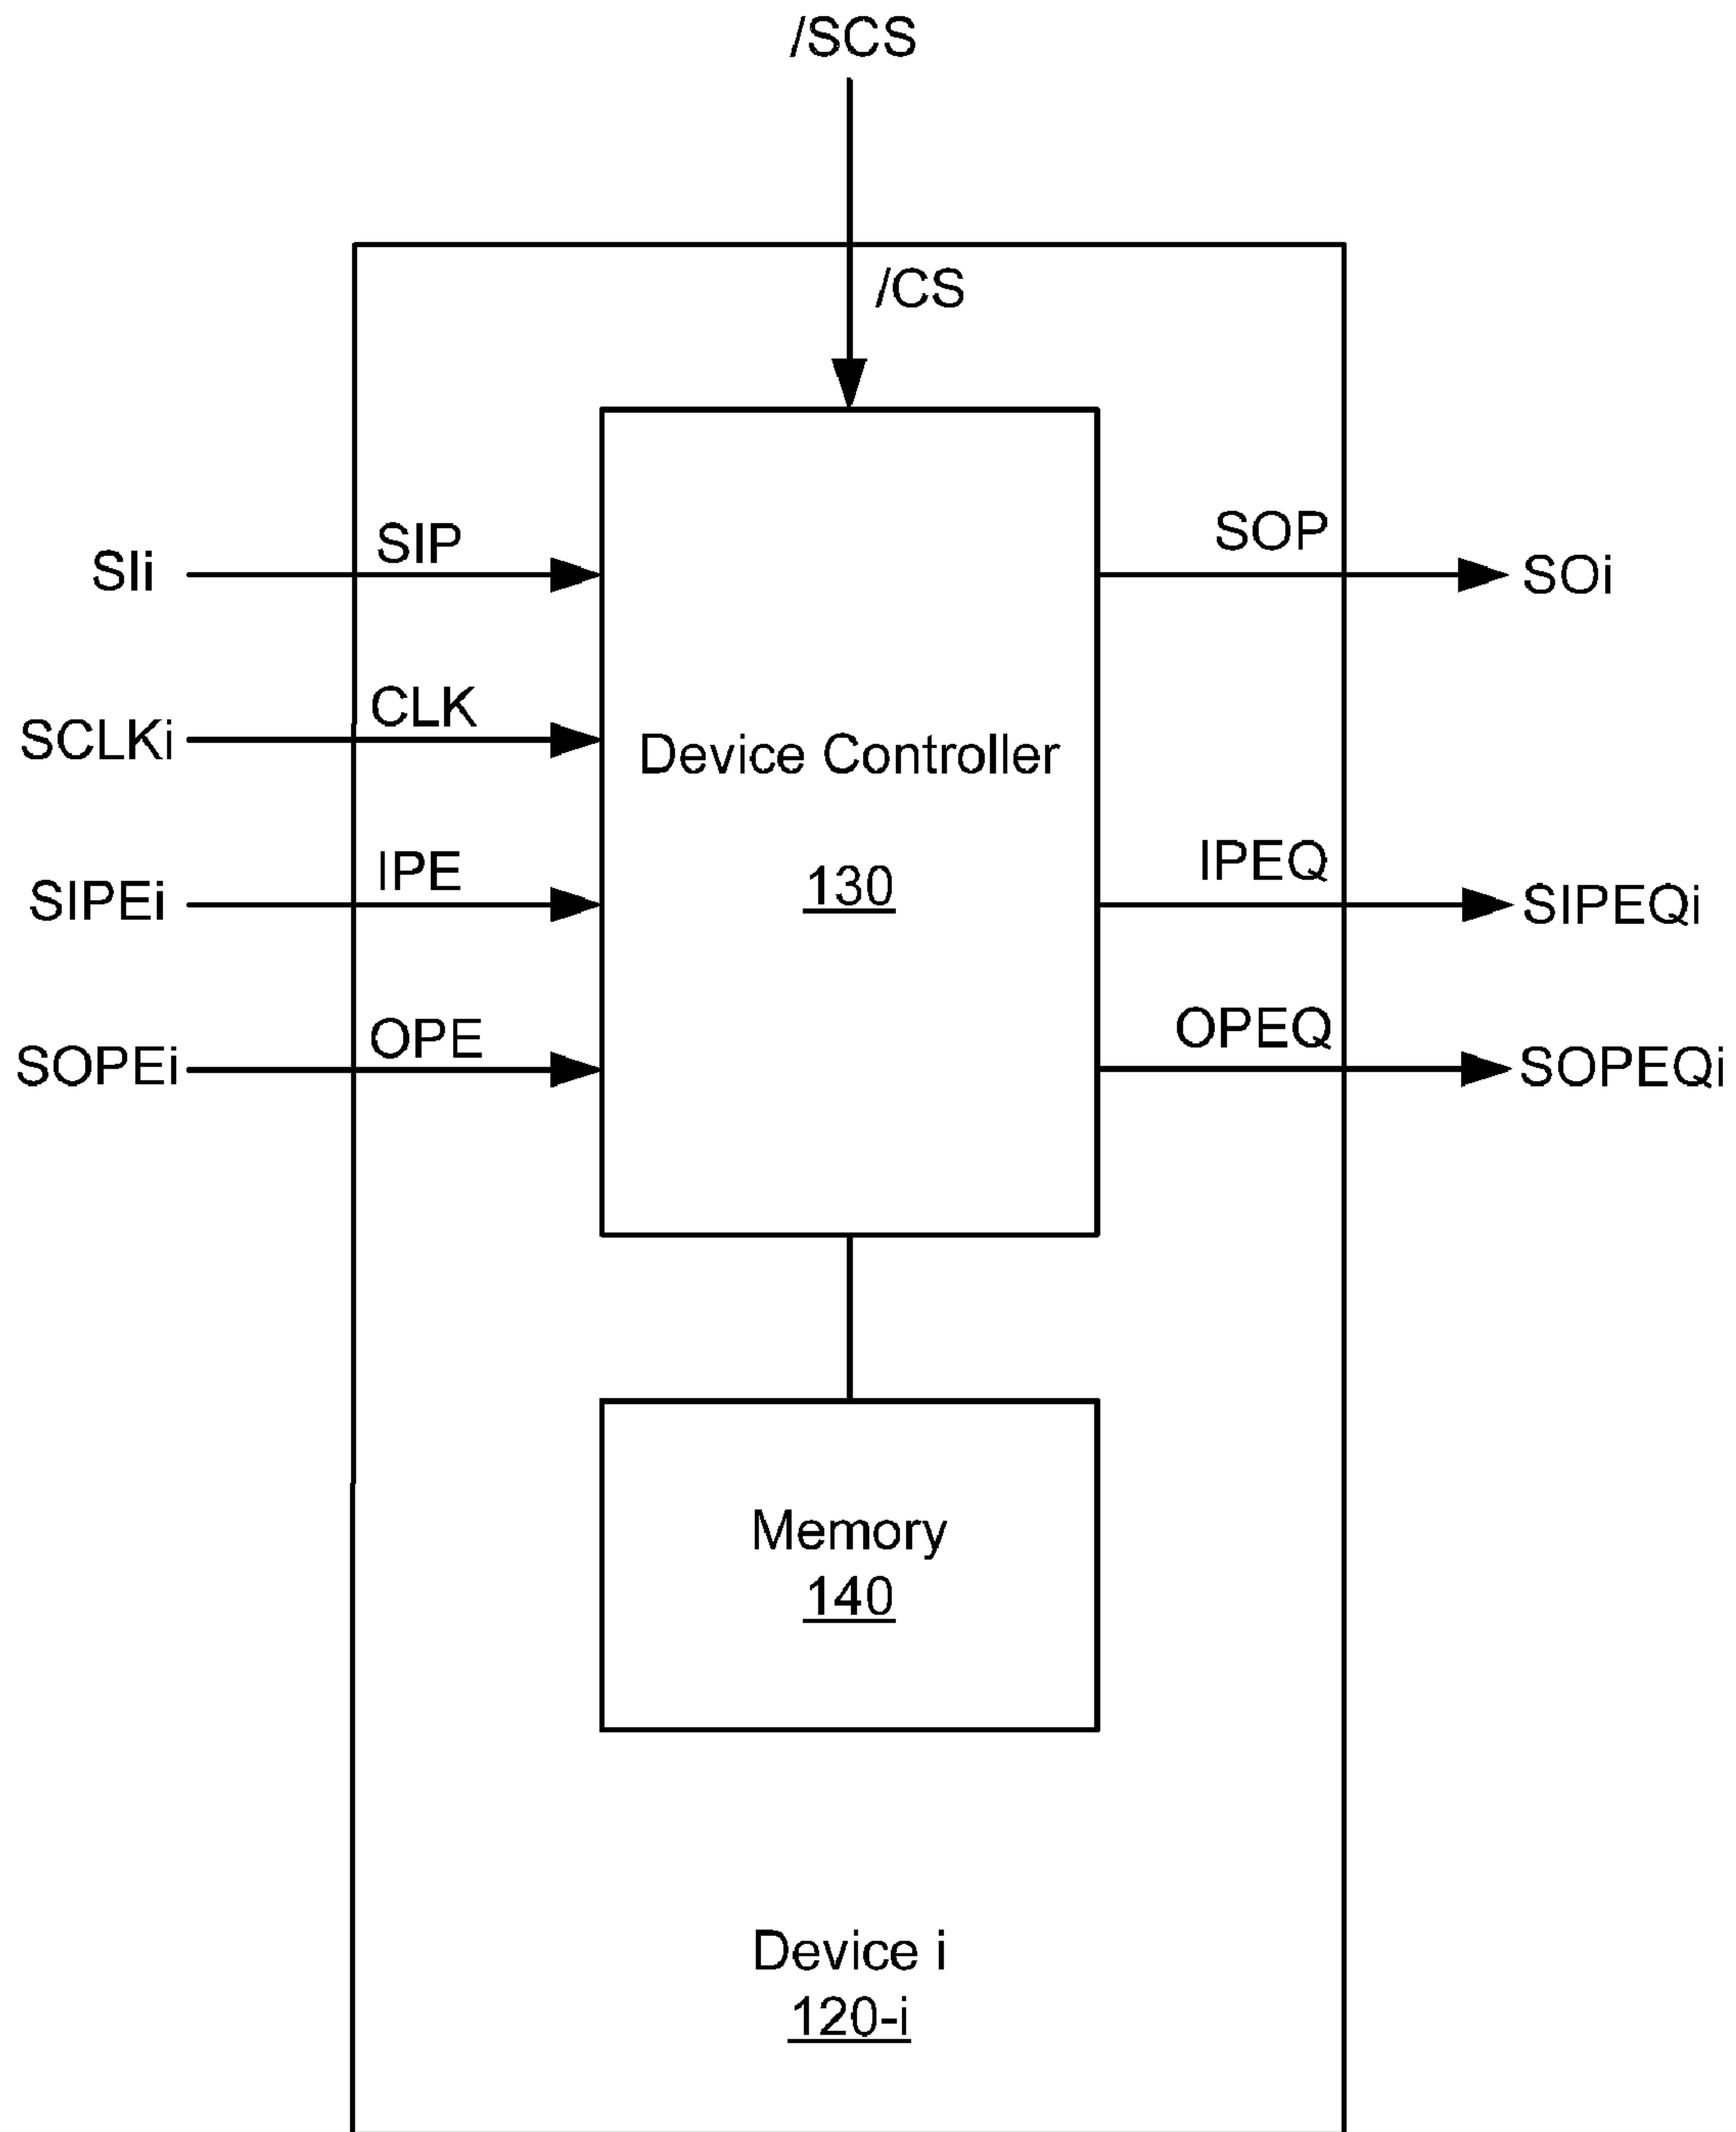 /SCS
/CS
SIi
SIP
SOP
SOi
SCLKi
CLK
Device Controller
130
SIPEi
IPE
IPEQ
SIPEQi
SOPEi
OPE
OPEQ
SOPEQi
Memory
140
Device i
120-i